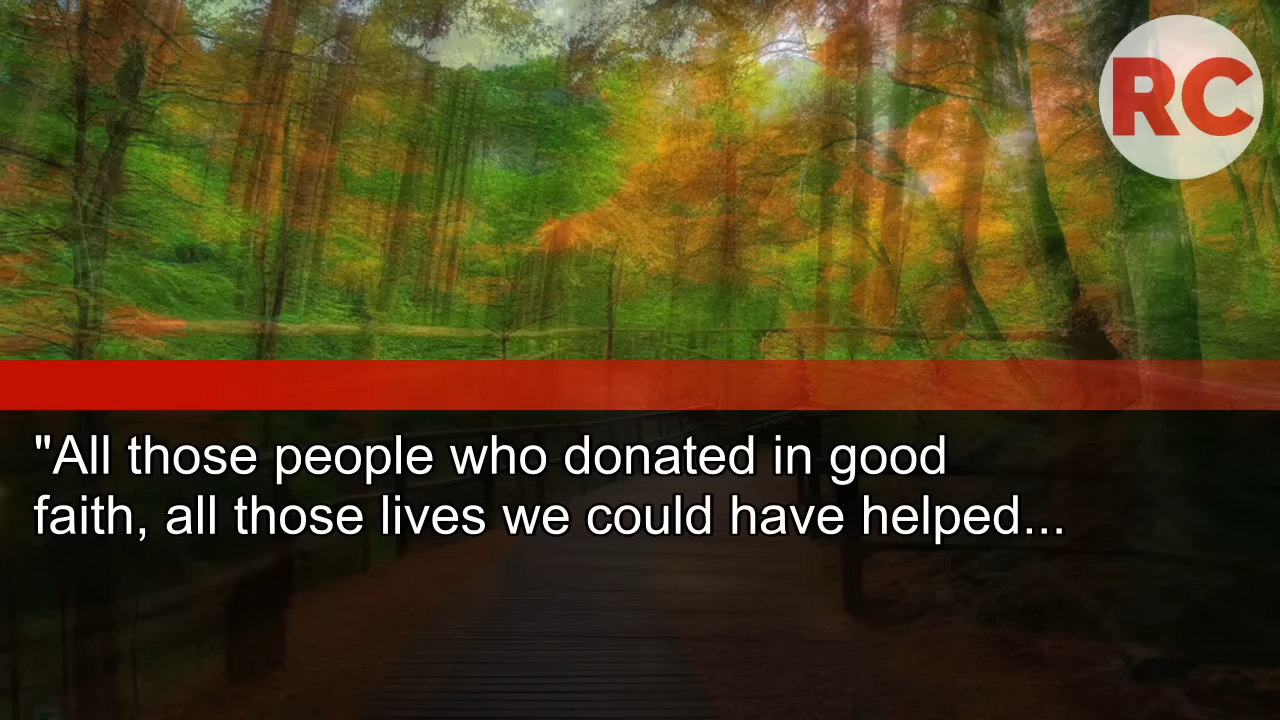 RC
"All those people who donated in good
faith, all those lives we could have helped...